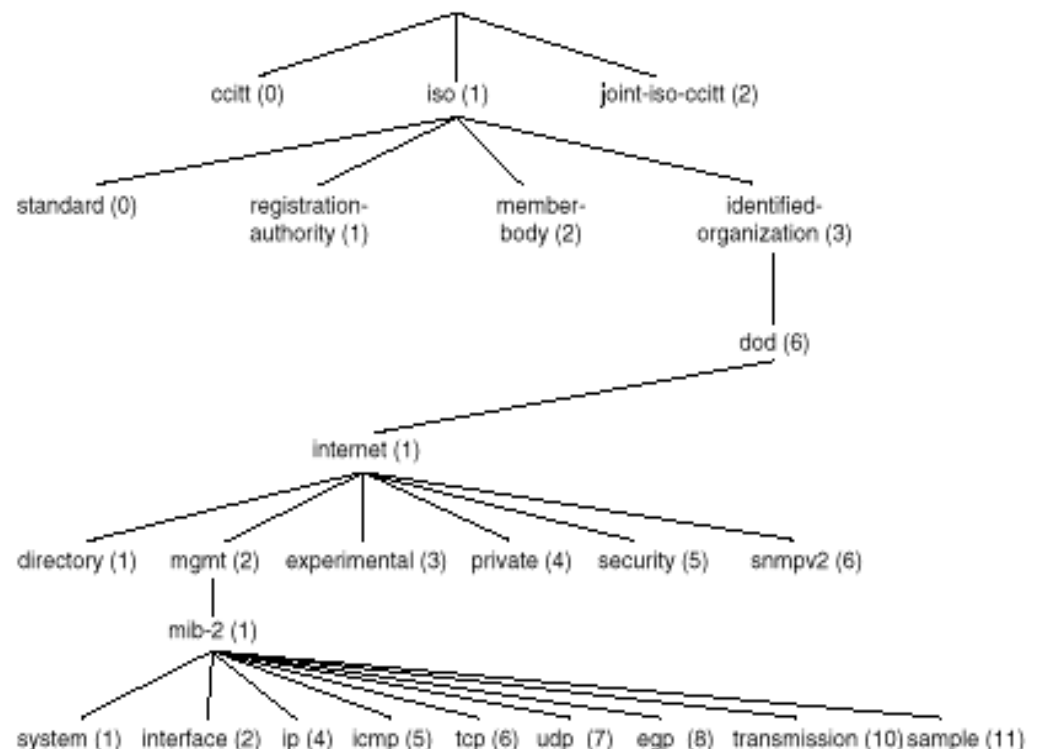 ccitt (0) iso (1) joint-iso-ccitt (2)
standard (0) registration- member- identified-
authority (1) body (2) organization (3)
dod (6)
internet (1)
directory (1) mgmt (2) experimental (3) private (4) security (5) snmpv2 (6)
mib-2 (1)
system (1) interface (2) ip (4) icmp (5) tcp (6) udp (7) egp (8) transmission (10) sample (11)